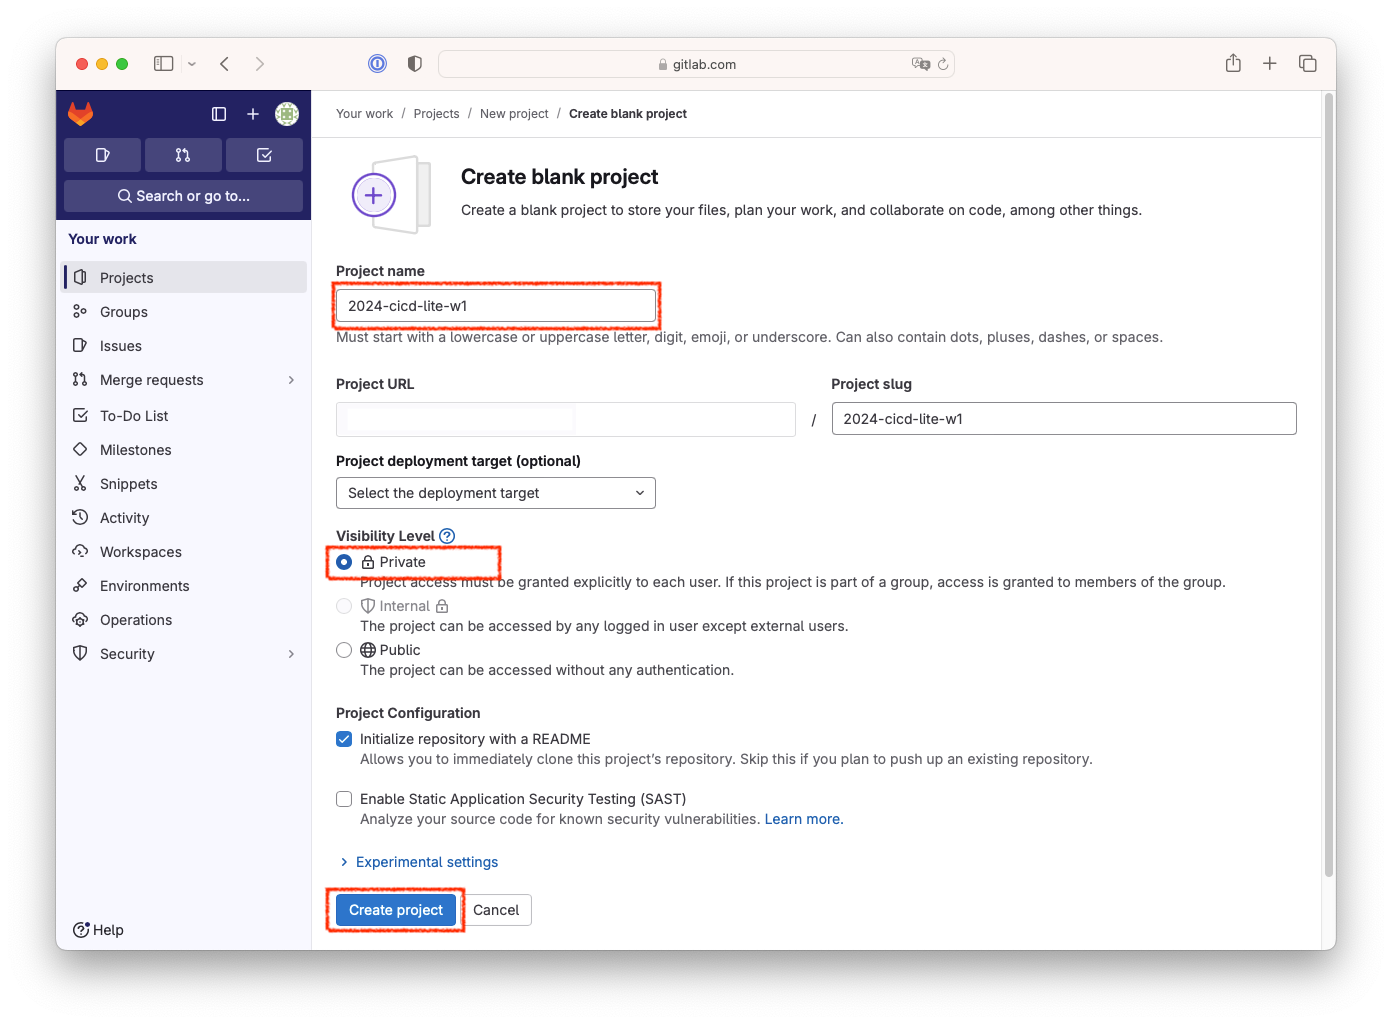 gitlab.com
Your work / Projects / New project / Create blank project
Search or go to...
Your work
Projects
Groups
Issues
Merge requests
To-Do List
Milestones
Snippets
Activity
Workspaces
Environments
Operations
Security
Help
Create blank project
Create a blank project to store your files, plan your work, and collaborate on code, among other things.
Project name
2024-cicd-lite-w1
Must start with a lowercase or uppercase letter, digit, emoji, or underscore. Can also contain dots, pluses, dashes, or spaces.
Project URL
Project slug
/ 2024-cicd-lite-w1
Project deployment target (optional)
Select the deployment target
Visibility Level
Private
Project access must be granted explicitly to each user. If this project is part of a group, access is granted to members of the group.
Internal
The project can be accessed by any logged in user except external users.
Public
The project can be accessed without any authentication.
Project Configuration
Initialize repository with a README
Allows you to immediately clone this project's repository. Skip this if you plan to push up an existing repository.
Enable Static Application Security Testing (SAST)
Analyze your source code for known security vulnerabilities. Learn more.
Experimental settings
Create project
Cancel